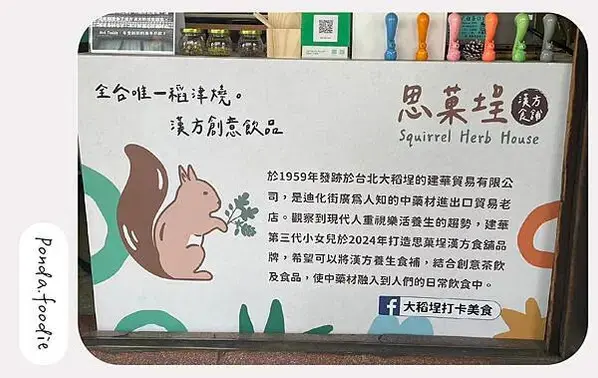 全台唯一稻津燒。
漢方創意飲品
思菓埕
漢方
食舖
Squirrel Herb House
於1959年發跡於台北大稻埕的建華貿易有限公
司,是迪化街廣為人知的中藥材進出口貿易老
店。觀察到現代人重視樂活養生的趨勢,建華
第三代小女兒於2024年打造思菓埕漢方食舖品
牌,希望可以將漢方養生食補,結合創意茶飲
及食品,使中藥材融入到人們的日常飲食中。
大稻埕打卡美食
Ponda.foodie